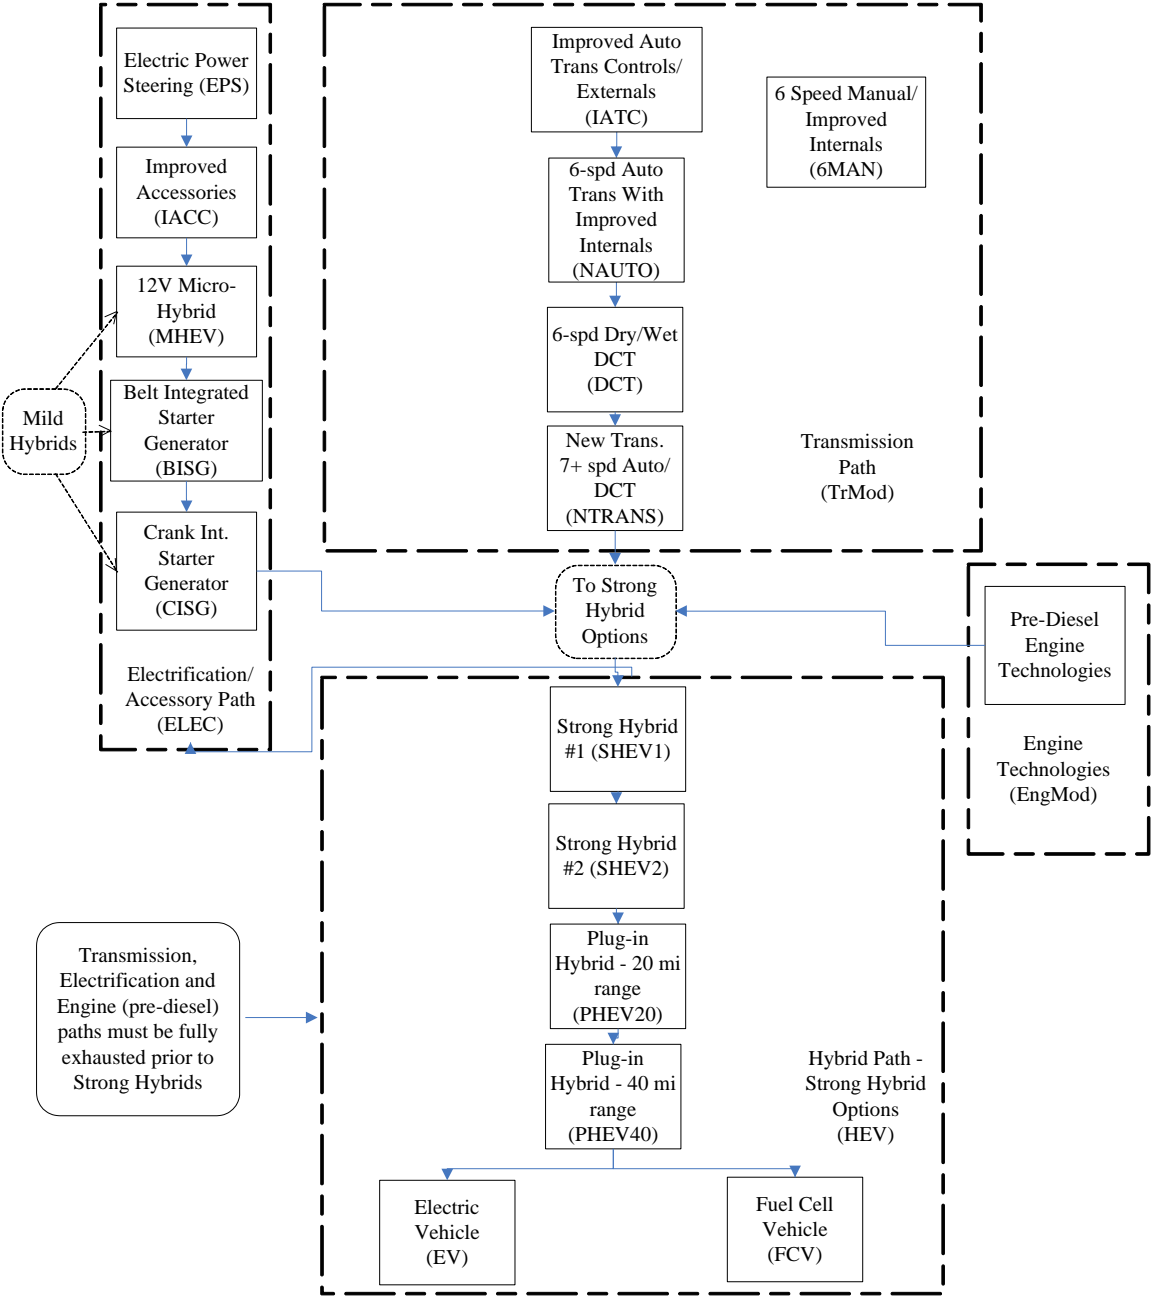 Electric Power
Steering (EPS)
Improved
Accessories
(IACC)
12V Micro-
Hybrid
(MHEV)
Belt Integrated
Starter
Generator
(BISG)
Crank Int.
Starter
Generator
(CISG)
Electrification/
Accessory Path
(ELEC)
Mild
Hybrids
Improved Auto
Trans Controls/
Externals
(IATC)
6-spd Auto
Trans With
Improved
Internals
(NAUTO)
6-spd Dry/Wet
DCT
(DCT)
New Trans.
7+ spd Auto/
DCT
(NTRANS)
6 Speed Manual/
Improved
Internals
(6MAN)
Transmission
Path
(TrMod)
To Strong
Hybrid
Options
Pre-Diesel
Engine
Technologies
Engine
Technologies
(EngMod)
Strong Hybrid
#1 (SHEV1)
Strong Hybrid
#2 (SHEV2)
Plug-in
Hybrid - 20 mi
range
(PHEV20)
Plug-in
Hybrid - 40 mi
range
(PHEV40)
Electric
Vehicle
(EV)
Fuel Cell
Vehicle
(FCV)
Hybrid Path -
Strong Hybrid
Options
(HEV)
Transmission,
Electrification and
Engine (pre-diesel)
paths must be fully
exhausted prior to
Strong Hybrids